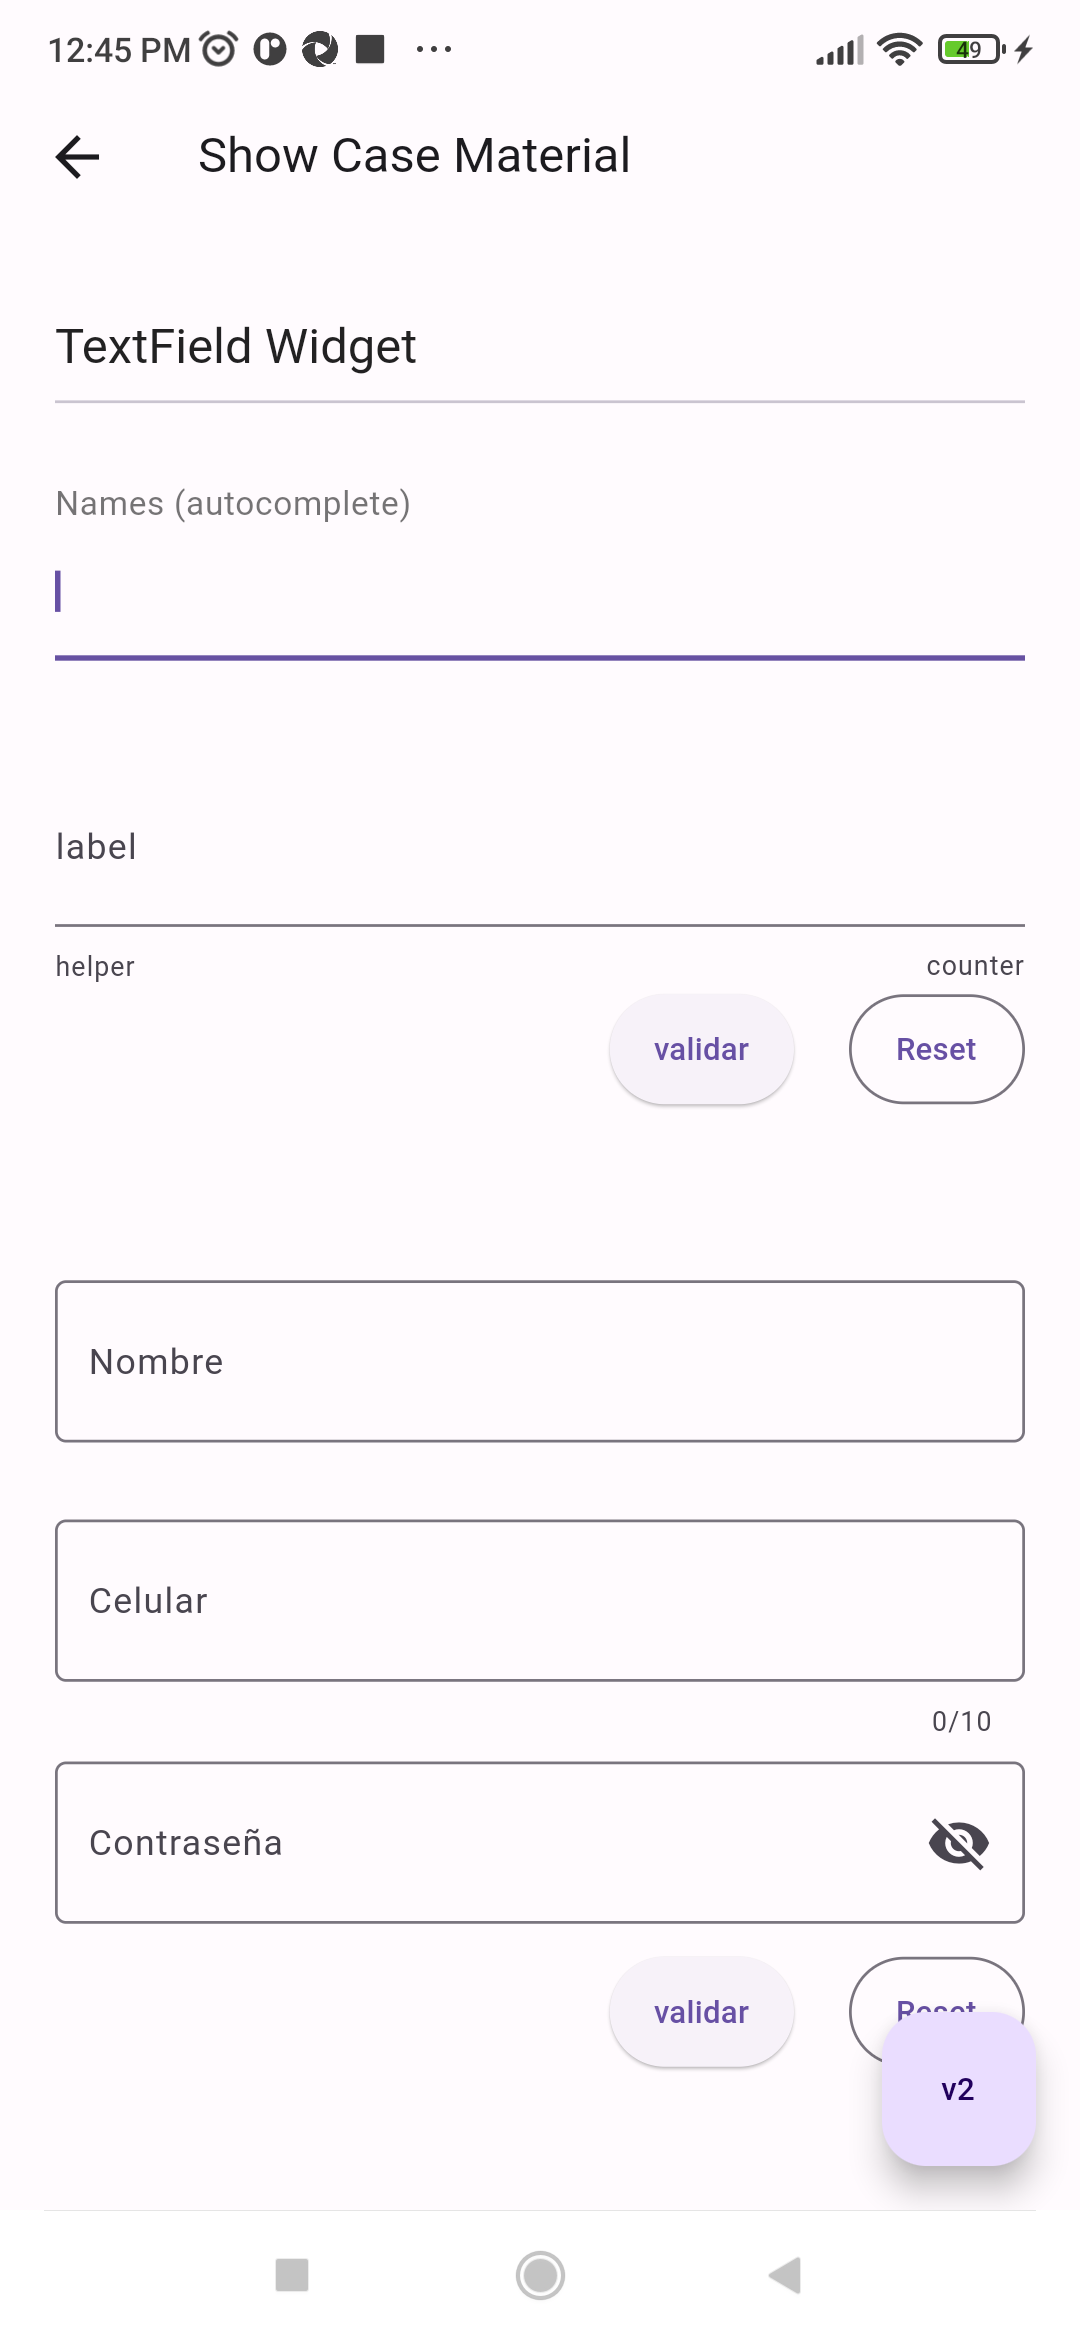 12:45 PM 49
Show Case Material
TextField Widget
Names (autocomplete)
label
helper counter
validar Reset
Nombre
Celular
0/10
Contraseña
validar Reset
v2